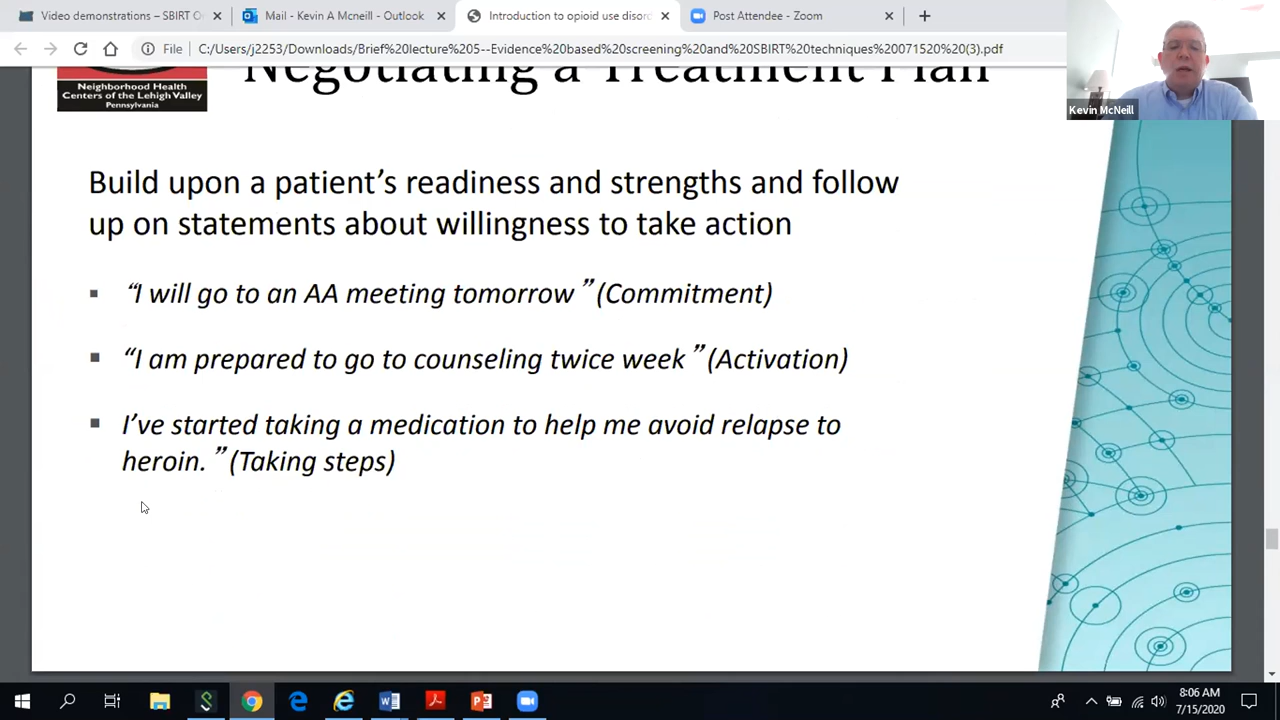 Video demonstrations – SBIRT O
Mail - Kevin A Mcneill - Outlook
Introduction to opioid use disord
Post Attendee - Zoom
File
C:/Users/j2253/Downloads/Brief%20lecture%205--Evidence%20based%20screening%20and%20SBIRT%20techniques%20071520%20(3).pdf
Kevin McNeill
Neighborhood Health
Centers of the Lehigh Valley
Pennsylvania
Negotiating a Treatment Plan
Build upon a patient’s readiness and strengths and follow
up on statements about willingness to take action
▪ “I will go to an AA meeting tomorrow ” (Commitment)
▪ “I am prepared to go to counseling twice week ” (Activation)
▪ I’ve started taking a medication to help me avoid relapse to
heroin. ” (Taking steps)
8:06 AM
7/15/2020